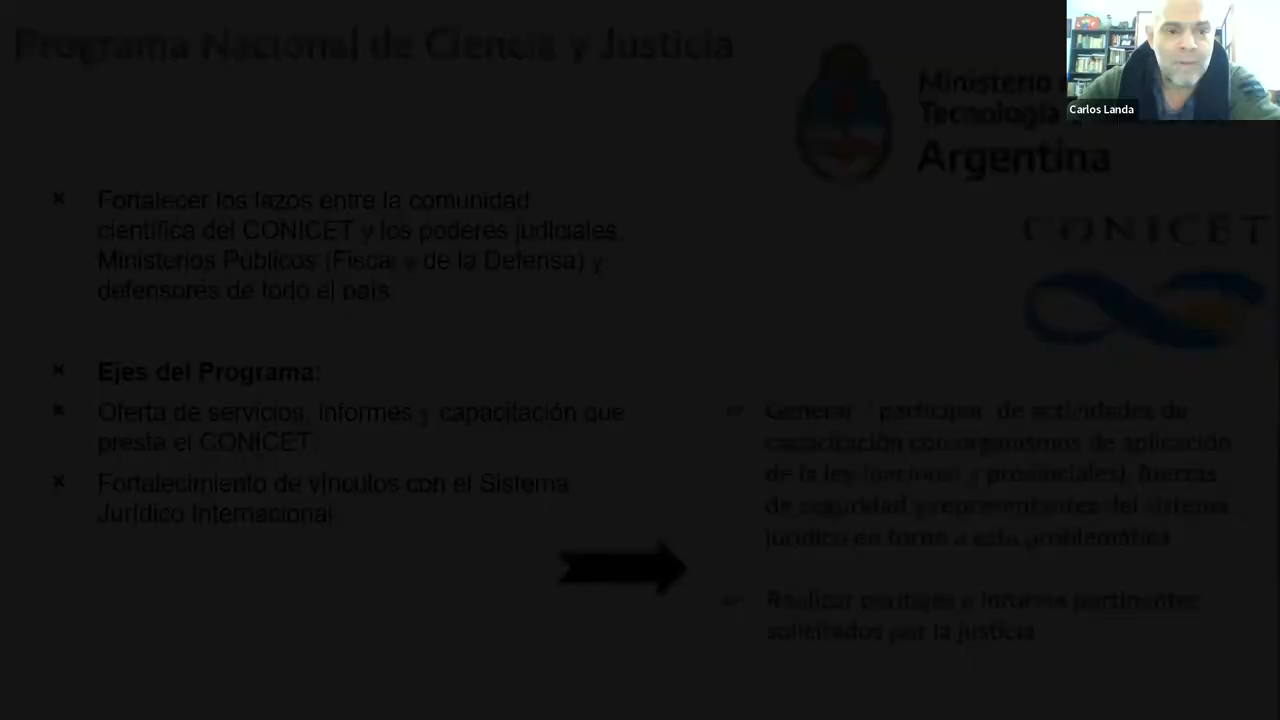 Programa Nacional de Ciencia y Justicia
Carlos Landa
Ministerio
Tecnología
Argentina
CONICET
Fortalecer los lazos entre la comunidad
científica del CONICET y los poderes judiciales,
Ministerios Públicos (Fiscal y de la Defensa) y
defensores de todo el país
Ejes del Programa:
Oferta de servicios, informes y capacitación que
presta el CONICET.
Fortalecimiento de vínculos con el Sistema
Jurídico Internacional
Generar y participar de actividades de
capacitación con organismos de aplicación
de la ley (nacional y provinciales), fuerzas
de seguridad y representantes del sistema
jurídico en torno a esta problemática
Realizar peritajes e informe pertinentes
solicitados por la justicia